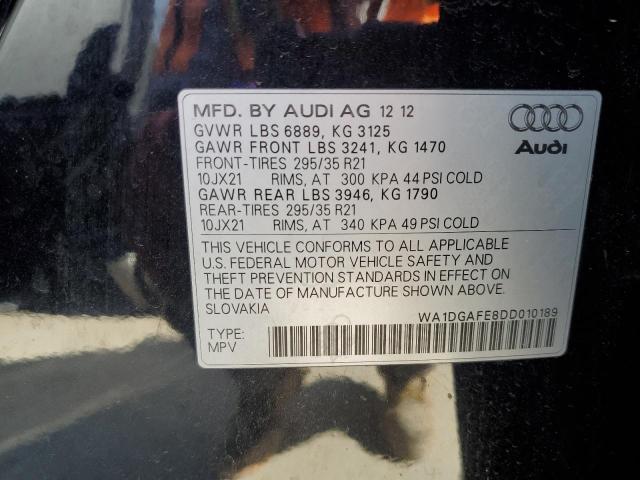 MFD. BY AUDI AG 12 12
GVWR LBS 6889, KG 3125
GAWR FRONT LBS 3241, KG 1470
FRONT-TIRES 295/35 R21
10JX21 RIMS, AT 300 KPA 44 PSI COLD
GAWR REAR LBS 3946, KG 1790
REAR-TIRES 295/35 R21
10JX21 RIMS, AT 340 KPA 49 PSI COLD
Audi
THIS VEHICLE CONFORMS TO ALL APPLICABLE
U.S. FEDERAL MOTOR VEHICLE SAFETY AND
THEFT PREVENTION STANDARDS IN EFFECT ON
THE DATE OF MANUFACTURE SHOWN ABOVE.
SLOVAKIA
WA1DGAFE8DD010189
TYPE:
MPV